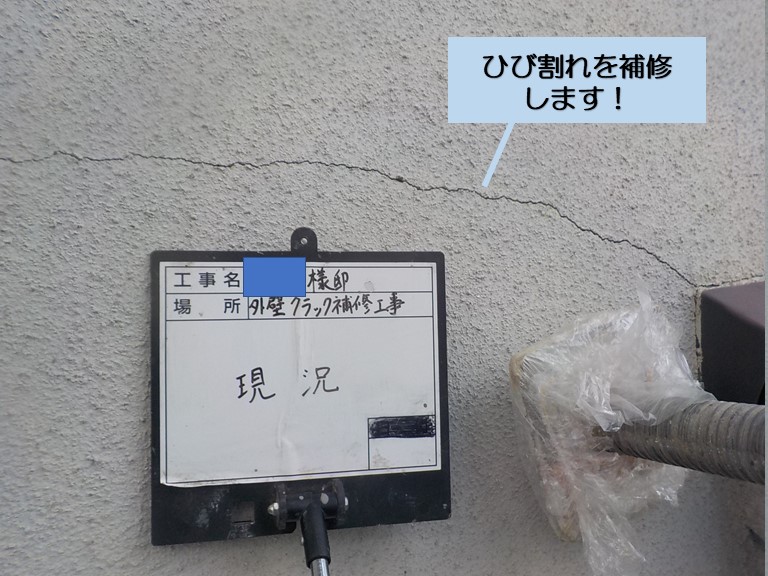 ひび割れを補修
します！
工事名 様邸
場所 外壁クラック補修工事
現況